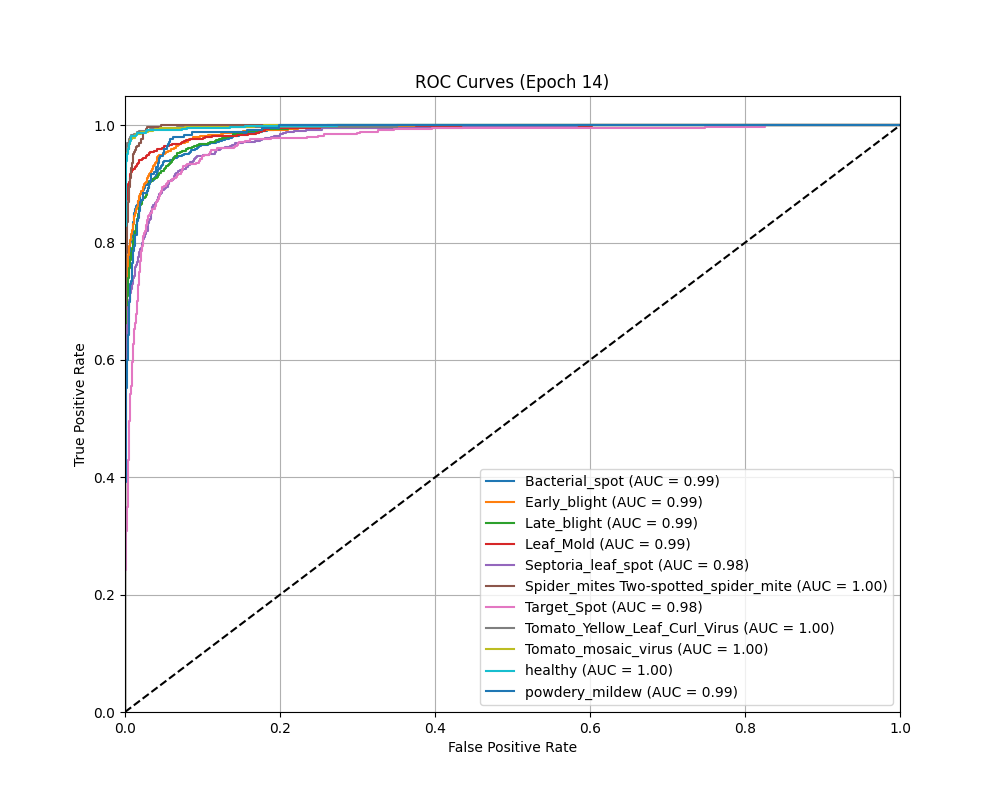 ROC Curves (Epoch 14)
1.0
0.8
0.6
0.4
0.2
0.0
True Positive Rate
Bacterial_spot (AUC = 0.99)
Early_blight (AUC = 0.99)
Late_blight (AUC = 0.99)
Leaf_Mold (AUC = 0.99)
Septoria_leaf_spot (AUC = 0.98)
Spider_mites Two-spotted_spider_mite (AUC = 1.00)
Target_Spot (AUC = 0.98)
Tomato_Yellow_Leaf_Curl_Virus (AUC = 1.00)
Tomato_mosaic_virus (AUC = 1.00)
healthy (AUC = 1.00)
powdery_mildew (AUC = 0.99)
0.0 0.2 0.4 0.6 0.8 1.0
False Positive Rate